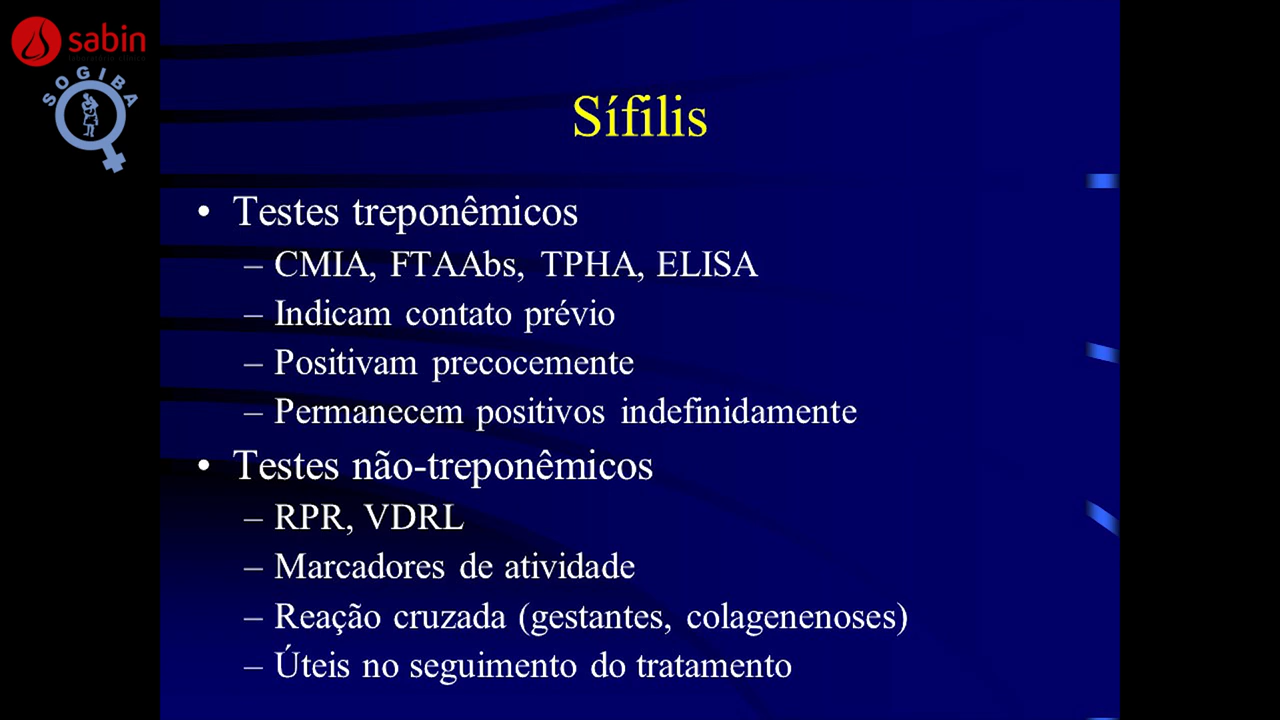 sabin
SOGIBA
Sífilis
• Testes treponêmicos
– CMIA, FTAAbs, TPHA, ELISA
– Indicam contato prévio
– Positivam precocemente
– Permanecem positivos indefinidamente
• Testes não-treponêmicos
– RPR, VDRL
– Marcadores de atividade
– Reação cruzada (gestantes, colagenenoses)
– Úteis no seguimento do tratamento